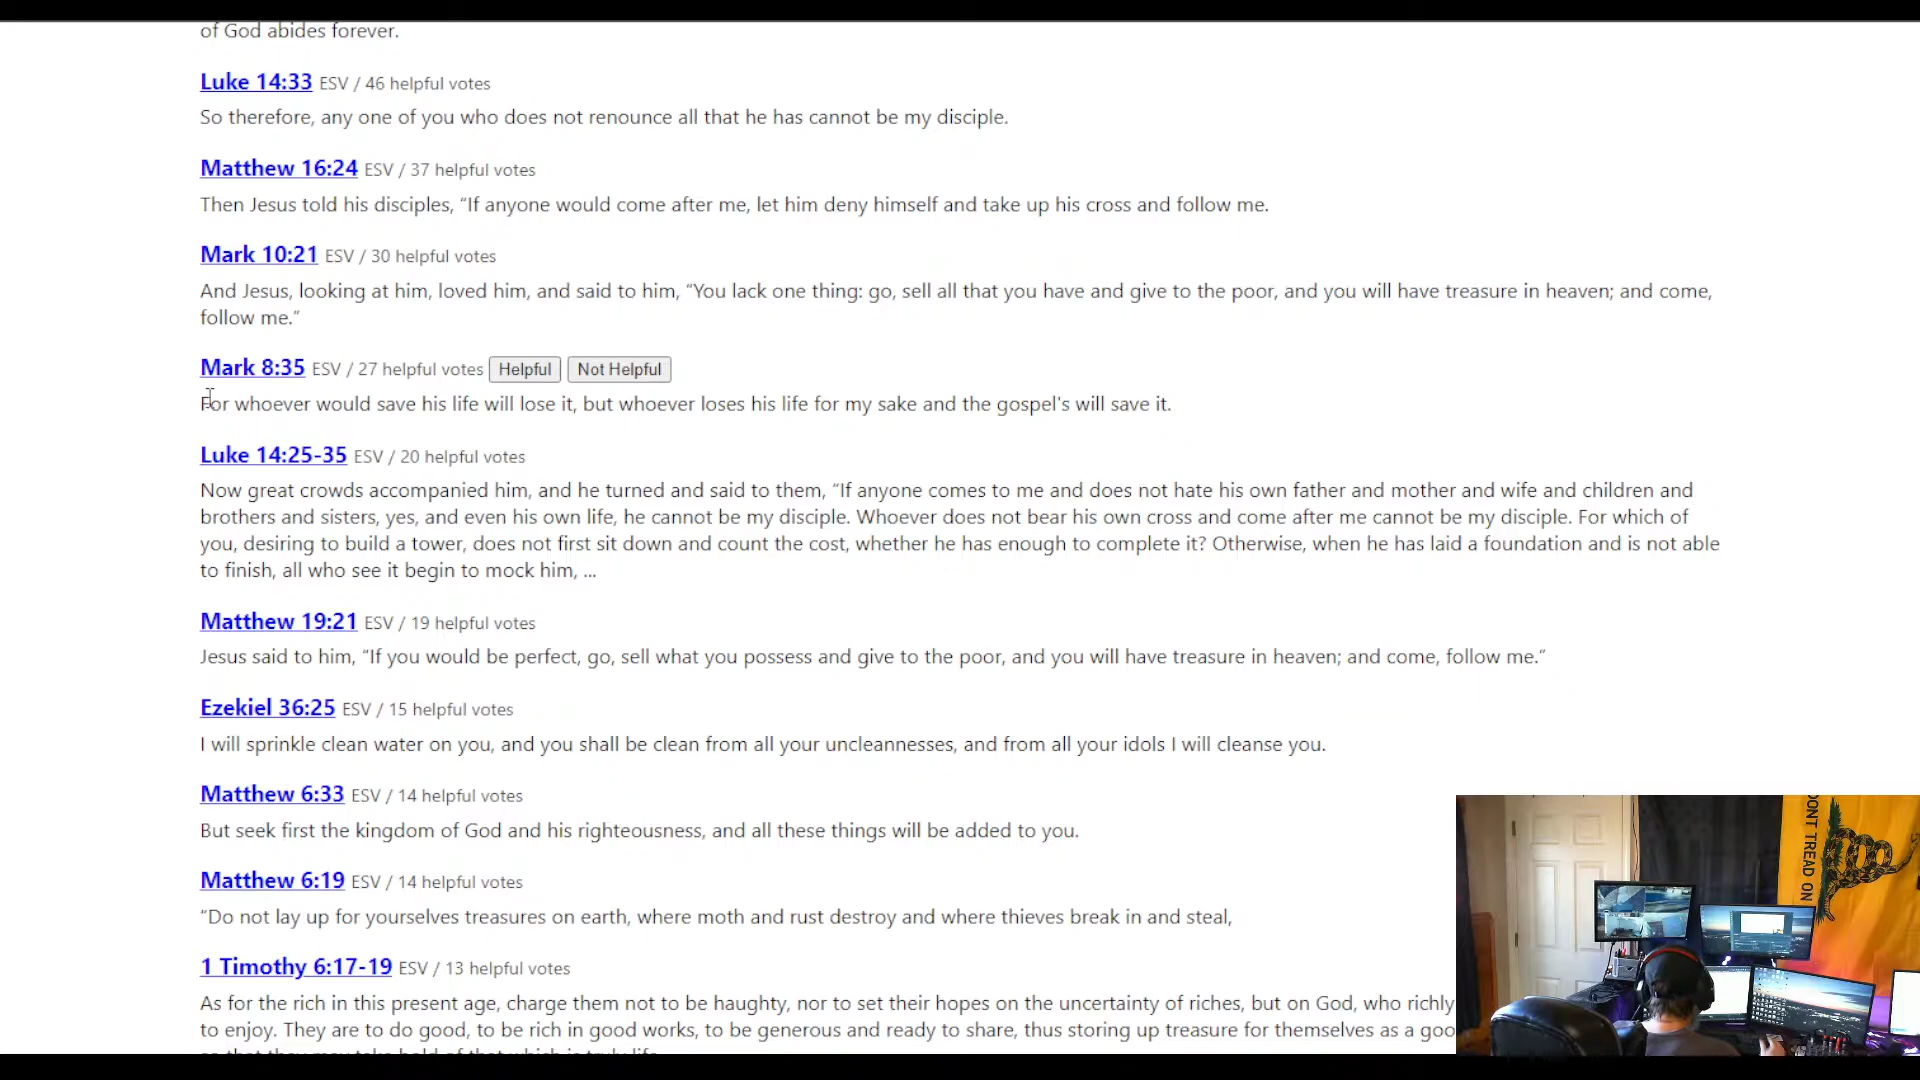 of God abides forever.
Luke 14:33 ESV / 46 helpful votes
So therefore, any one of you who does not renounce all that he has cannot be my disciple.
Matthew 16:24 ESV / 37 helpful votes
Then Jesus told his disciples, “If anyone would come after me, let him deny himself and take up his cross and follow me.
Mark 10:21 ESV / 30 helpful votes
And Jesus, looking at him, loved him, and said to him, “You lack one thing: go, sell all that you have and give to the poor, and you will have treasure in heaven; and come,
follow me.”
Mark 8:35 ESV / 27 helpful votes Helpful Not Helpful
For whoever would save his life will lose it, but whoever loses his life for my sake and the gospel's will save it.
Luke 14:25-35 ESV / 20 helpful votes
Now great crowds accompanied him, and he turned and said to them, “If anyone comes to me and does not hate his own father and mother and wife and children and
brothers and sisters, yes, and even his own life, he cannot be my disciple. Whoever does not bear his own cross and come after me cannot be my disciple. For which of
you, desiring to build a tower, does not first sit down and count the cost, whether he has enough to complete it? Otherwise, when he has laid a foundation and is not able
to finish, all who see it begin to mock him, ...
Matthew 19:21 ESV / 19 helpful votes
Jesus said to him, “If you would be perfect, go, sell what you possess and give to the poor, and you will have treasure in heaven; and come, follow me.”
Ezekiel 36:25 ESV / 15 helpful votes
I will sprinkle clean water on you, and you shall be clean from all your uncleannesses, and from all your idols I will cleanse you.
Matthew 6:33 ESV / 14 helpful votes
But seek first the kingdom of God and his righteousness, and all these things will be added to you.
Matthew 6:19 ESV / 14 helpful votes
“Do not lay up for yourselves treasures on earth, where moth and rust destroy and where thieves break in and steal,
1 Timothy 6:17-19 ESV / 13 helpful votes
As for the rich in this present age, charge them not to be haughty, nor to set their hopes on the uncertainty of riches, but on God, who richly
to enjoy. They are to do good, to be rich in good works, to be generous and ready to share, thus storing up treasure for themselves as a goo
so that they may take hold of that which is truly life.
DONT TREAD ON